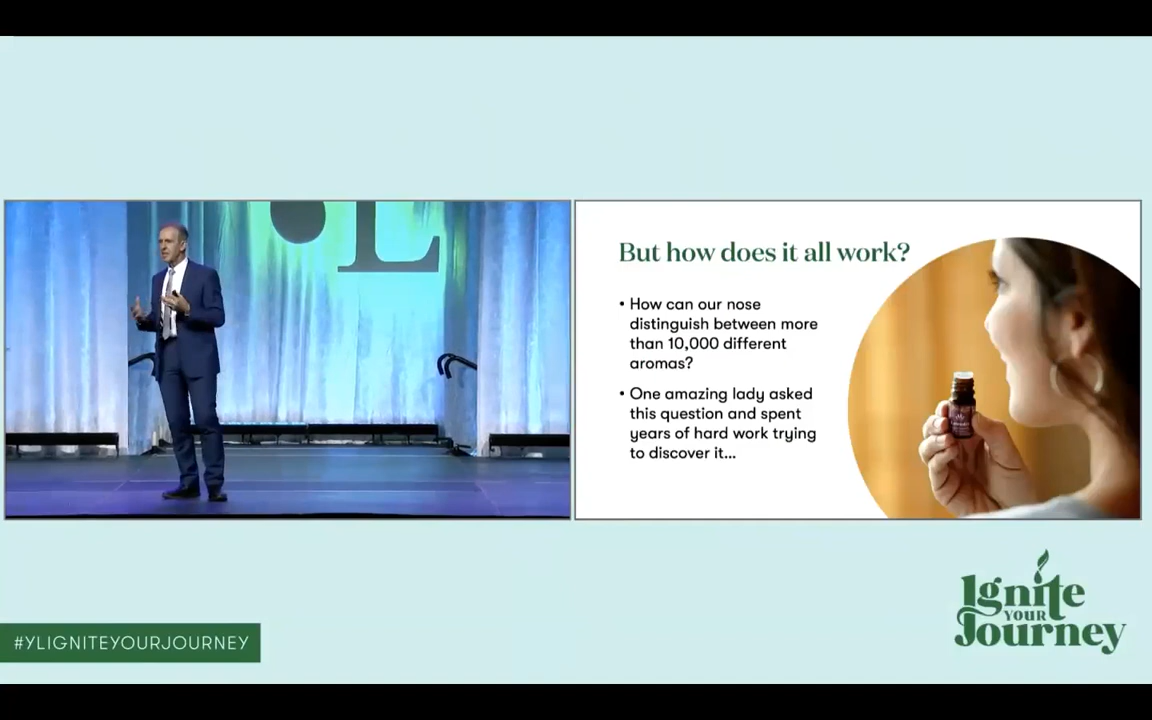 L
But how does it all work?
• How can our nose
distinguish between more
than 10,000 different
aromas?
• One amazing lady asked
this question and spent
years of hard work trying
to discover it...
Lavender
#YLIGNITEYOURJOURNEY
Ignite
YOUR
Journey